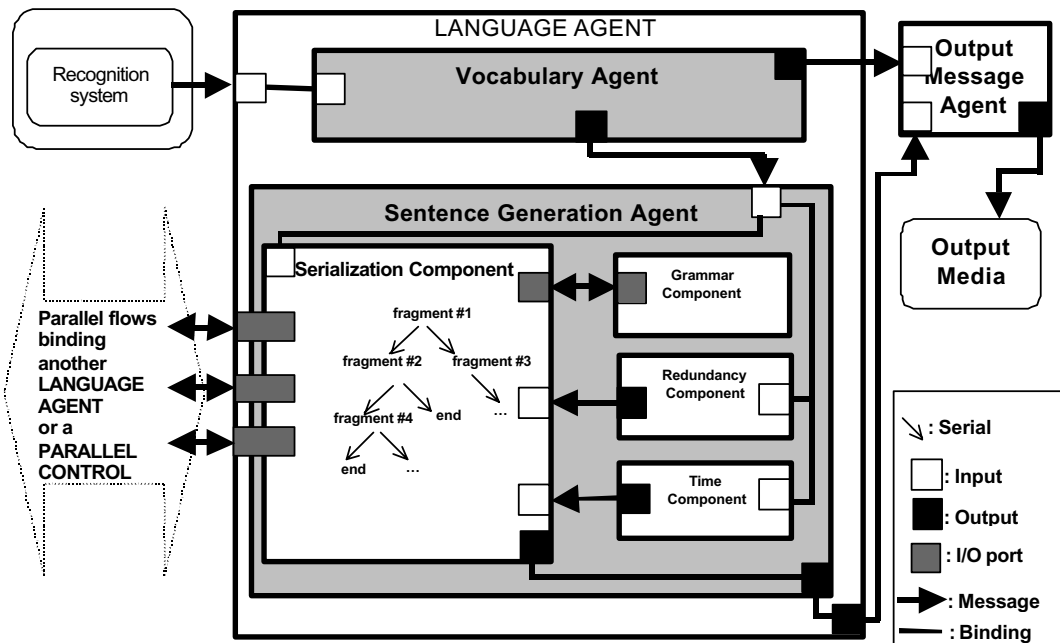 LANGUAGE AGENT
Recognition
system
Vocabulary Agent
Output
Message
Agent
Sentence Generation Agent
Output
Media
Serialization Component
Grammar
Component
fragment #1
fragment #2
fragment #3
fragment #4
end
...
end
...
Redundancy
Component
Time
Component
Parallel flows
binding
another
LANGUAGE
AGENT
or a
PARALLEL
CONTROL
: Serial
: Input
: Output
: I/O port
: Message
: Binding